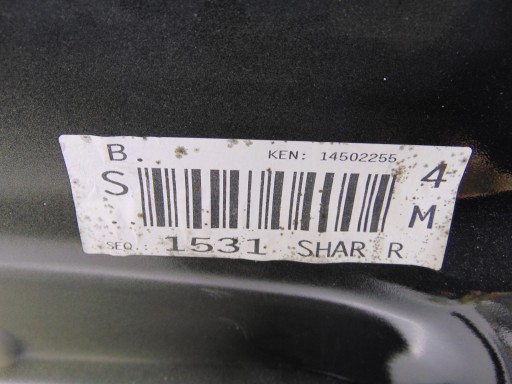 B. KEN: 14502255
S 4
M
SEQ.: 1531 SHAR R